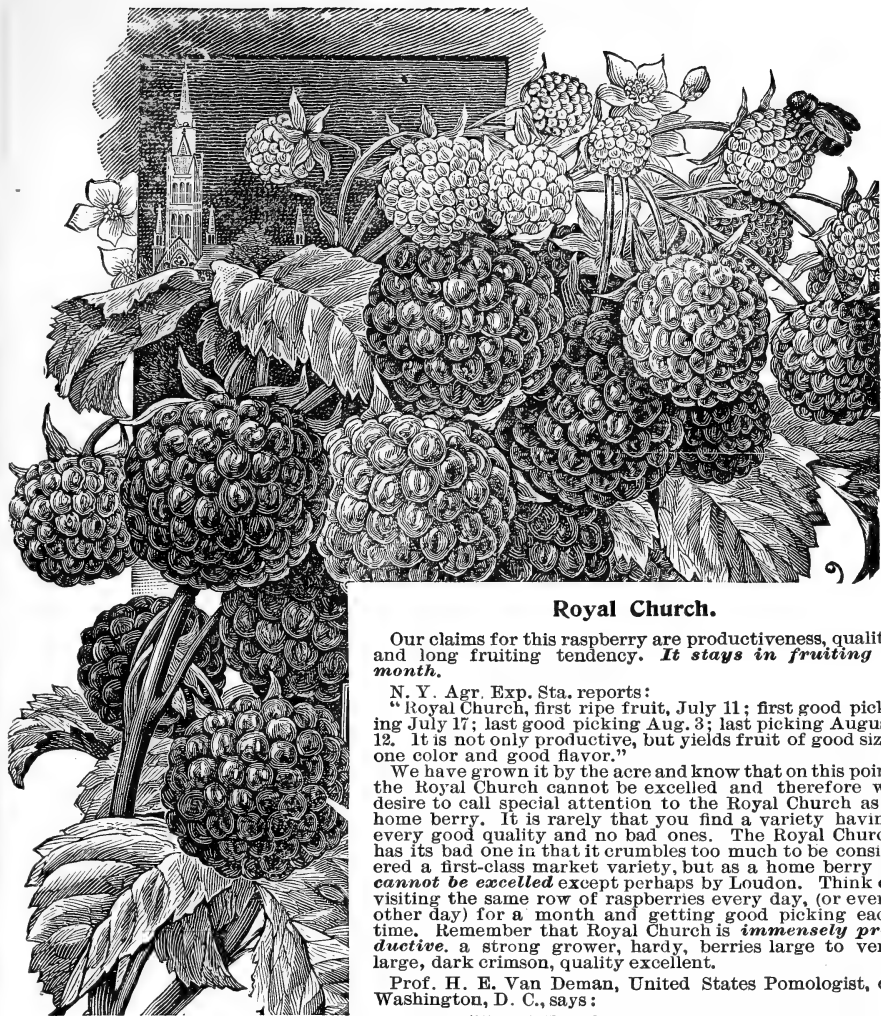 Royal Church.
Our claims for this raspberry are productiveness, qualit
and long fruiting tendency. It stays in fruiting
month.
N. Y. Agr. Exp. Sta. reports:
"Royal Church, first ripe fruit, July 11; first good pick
ing July 17; last good picking Aug. 3; last picking Augus
12. It is not only productive, but yields fruit of good siz
one color and good flavor."
We have grown it by the acre and know that on this poin
the Royal Church cannot be excelled and therefore w
desire to call special attention to the Royal Church as
home berry. It is rarely that you find a variety havin
every good quality and no bad ones. The Royal Churc
has its bad one in that it crumbles too much to be consi
ered a first-class market variety, but as a home berry
cannot be excelled except perhaps by Loudon. Think o
visiting the same row of raspberries every day, (or ever
other day) for a month and getting good picking eac
time. Remember that Royal Church is immensely pr
ductive. a strong grower, hardy, berries large to ver
large, dark crimson, quality excellent.
Prof. H. E. Van Deman, United States Pomologist, o
Washington, D. C., says: